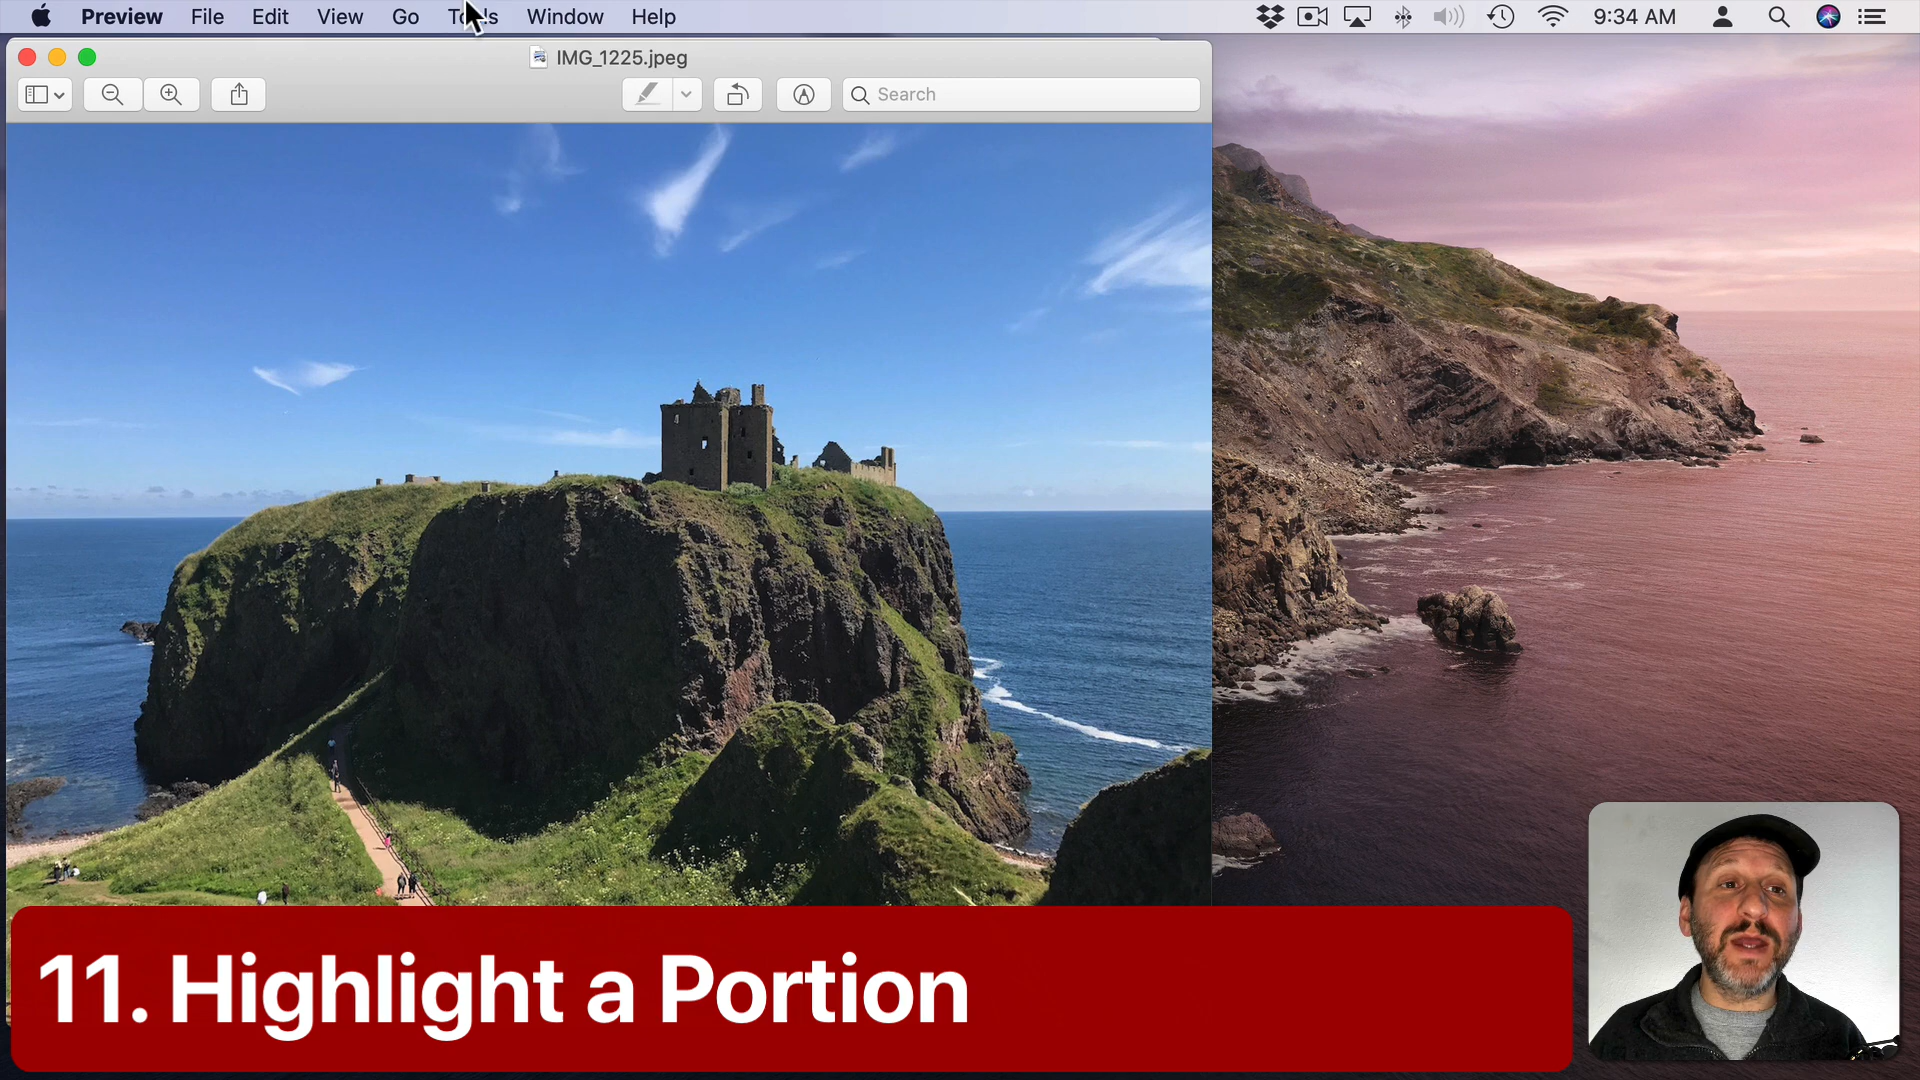 Preview File Edit View Go Tools Window Help 9:34 AM
IMG_1225.jpeg
Search
11. Highlight a Portion